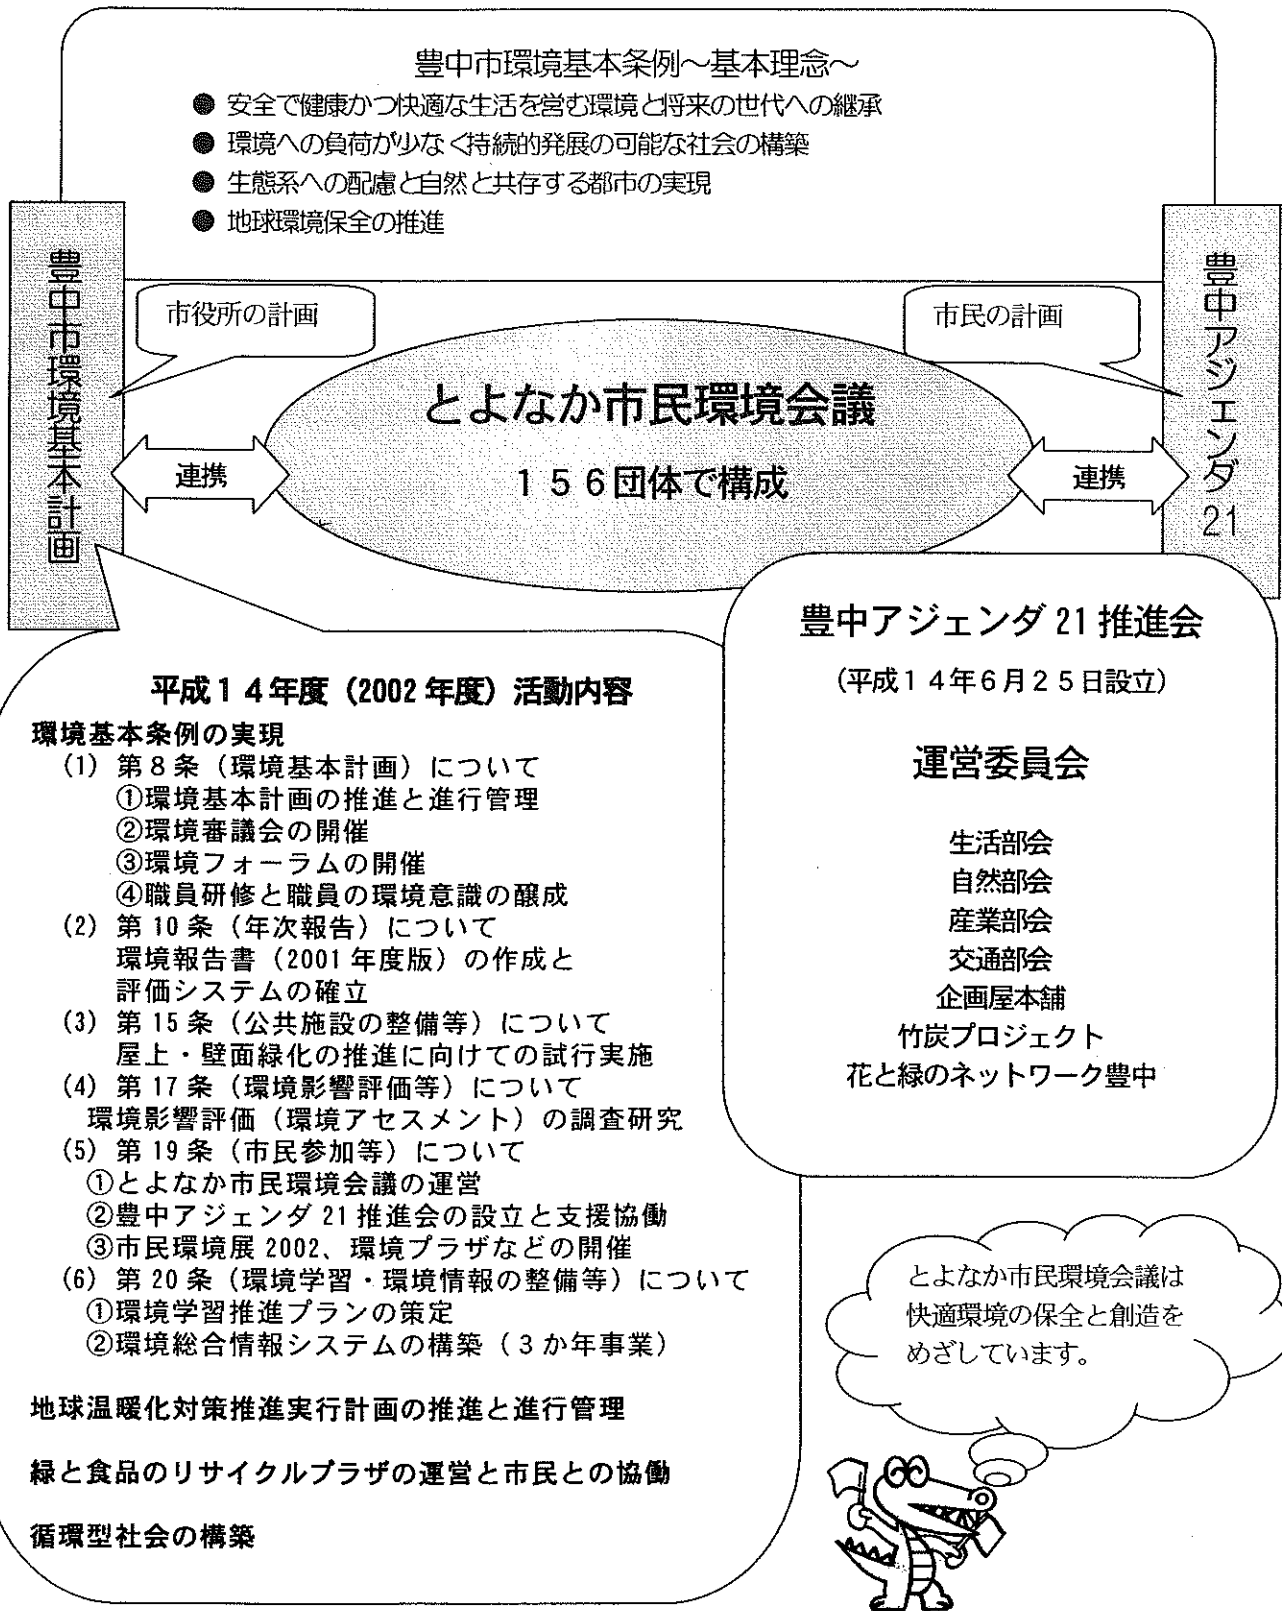 豊中市環境基本条例～基本理念～
● 安全で健康かつ快適な生活を営む環境と将来の世代への継承
● 環境への負荷が少なく持続的発展の可能な社会の構築
● 生態系への配慮と自然と共存する都市の実現
● 地球環境保全の推進
豊中市環境基本計画
市役所の計画
市民の計画
豊中アジェンダ21
とよなか市民環境会議
156団体で構成
連携
連携
豊中アジェンダ 21 推進会
（平成１４年６月２５日設立）
運営委員会
生活部会
自然部会
産業部会
交通部会
企画屋本舗
竹炭プロジェクト
花と緑のネットワーク豊中
平成１４年度（2002 年度）活動内容
環境基本条例の実現
(1) 第８条（環境基本計画）について
①環境基本計画の推進と進行管理
②環境審議会の開催
③環境フォーラムの開催
④職員研修と職員の環境意識の醸成
(2) 第 10 条（年次報告）について
環境報告書（2001 年度版）の作成と
評価システムの確立
(3) 第 15 条（公共施設の整備等）について
屋上・壁面緑化の推進に向けての試行実施
(4) 第 17 条（環境影響評価等）について
環境影響評価（環境アセスメント）の調査研究
(5) 第 19 条（市民参加等）について
①とよなか市民環境会議の運営
②豊中アジェンダ 21 推進会の設立と支援協働
③市民環境展 2002、環境プラザなどの開催
(6) 第 20 条（環境学習・環境情報の整備等）について
①環境学習推進プランの策定
②環境総合情報システムの構築（３か年事業）
地球温暖化対策推進実行計画の推進と進行管理
緑と食品のリサイクルプラザの運営と市民との協働
循環型社会の構築
とよなか市民環境会議は
快適環境の保全と創造を
めざしています。